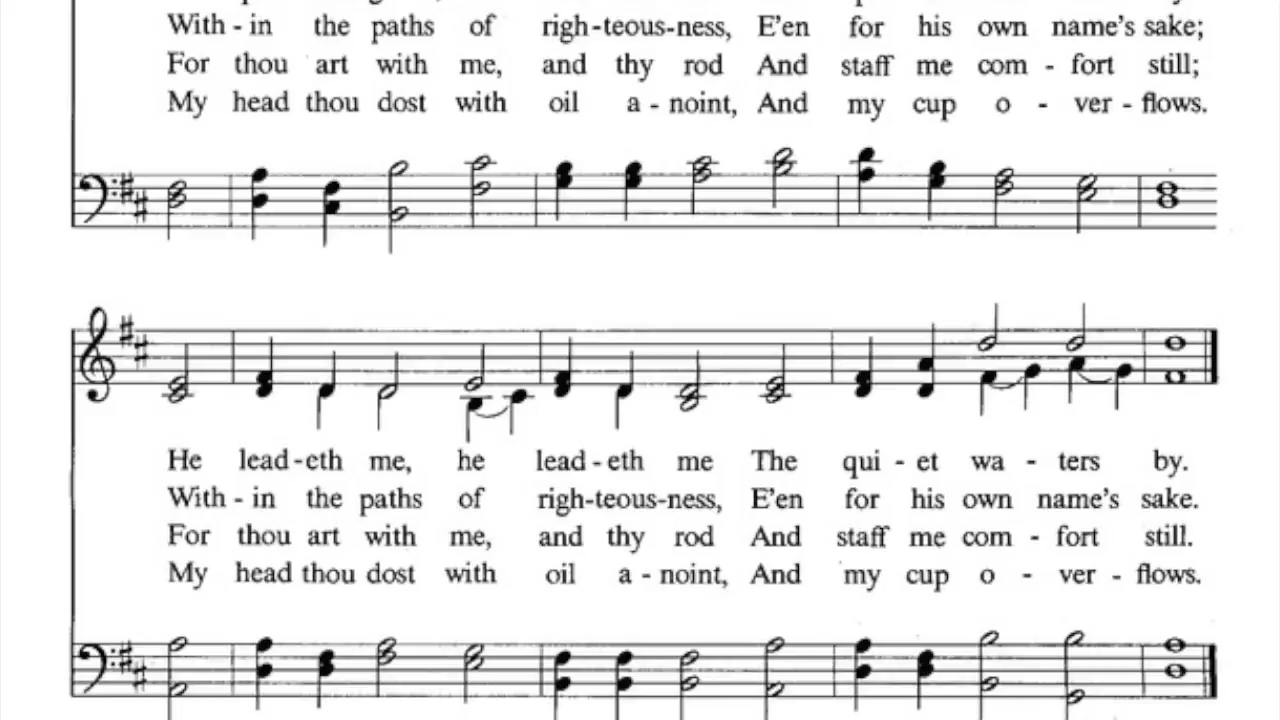 With - in the paths of righ - teous - ness, E'en for his own name's sake;
For thou art with me, and thy rod And staff me com - fort still;
My head thou dost with oil a - noint, And my cup o - ver - flows.
He lead - eth me, he lead - eth me The qui - et wa - ters by.
With - in the paths of righ - teous - ness, E'en for his own name's sake.
For thou art with me, and thy rod And staff me com - fort still.
My head thou dost with oil a - noint, And my cup o - ver - flows.